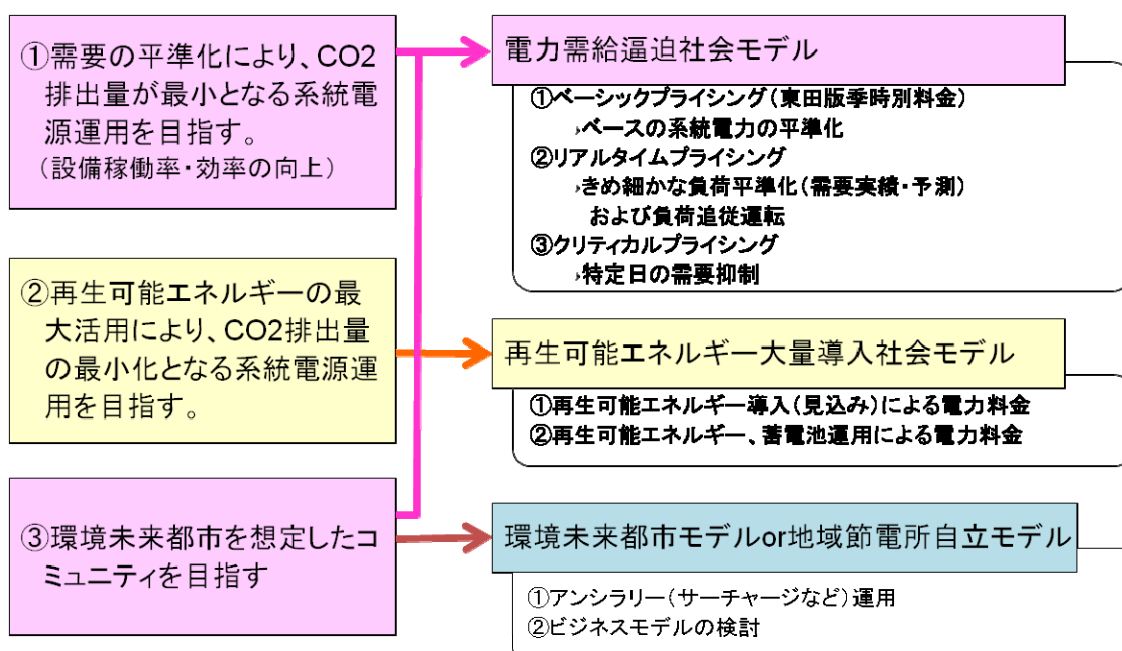 ①需要の平準化により、CO2
排出量が最小となる系統電
源運用を目指す。
（設備稼働率・効率の向上）
②再生可能エネルギーの最
大活用により、CO2排出量
の最小化となる系統電源運
用を目指す。
③環境未来都市を想定したコ
ミュニティを目指す
電力需給逼迫社会モデル
①ベーシックプライシング（東田版季時別料金）
›ベースの系統電力の平準化
②リアルタイムプライシング
›きめ細かな負荷平準化（需要実績・予測）
および負荷追従運転
③クリティカルプライシング
›特定日の需要抑制
再生可能エネルギー大量導入社会モデル
①再生可能エネルギー導入（見込み）による電力料金
②再生可能エネルギー、蓄電池運用による電力料金
環境未来都市モデルor地域節電所自立モデル
①アンシラリー（サーチャージなど）運用
②ビジネスモデルの検討